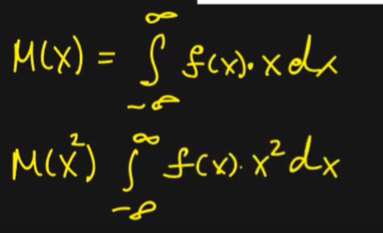 M(X) = ∫_{-∞}^{∞} f(x)·x dx
M(X²) ∫_{-∞}^{∞} f(x)·x² dx